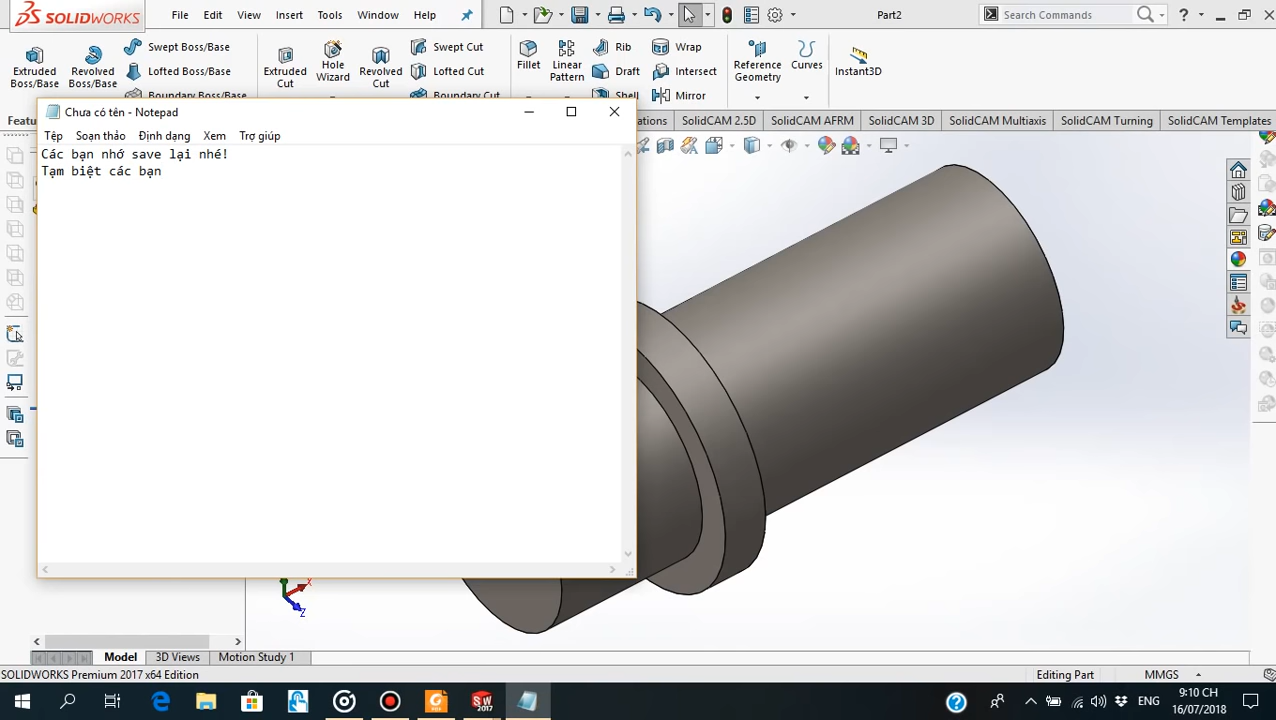 SOLIDWORKS
File Edit View Insert Tools Window Help
Part2
Search Commands
Extruded Boss/Base
Revolved Boss/Base
Swept Boss/Base
Lofted Boss/Base
Boundary Boss/Base
Extruded Cut
Hole Wizard
Revolved Cut
Swept Cut
Lofted Cut
Boundary Cut
Fillet
Linear Pattern
Rib
Draft
Shell
Wrap
Intersect
Mirror
Reference Geometry
Curves
Instant3D
SolidCAM 2.5D SolidCAM AFRM SolidCAM 3D SolidCAM Multiaxis SolidCAM Turning SolidCAM Templates
Chưa có tên - Notepad
Tệp Soạn thảo Định dạng Xem Trợ giúp
Các bạn nhớ save lại nhé!
Tạm biệt các bạn
X
Z
Model 3D Views Motion Study 1
SOLIDWORKS Premium 2017 x64 Edition
Editing Part
MMGS
ENG
9:10 CH
16/07/2018